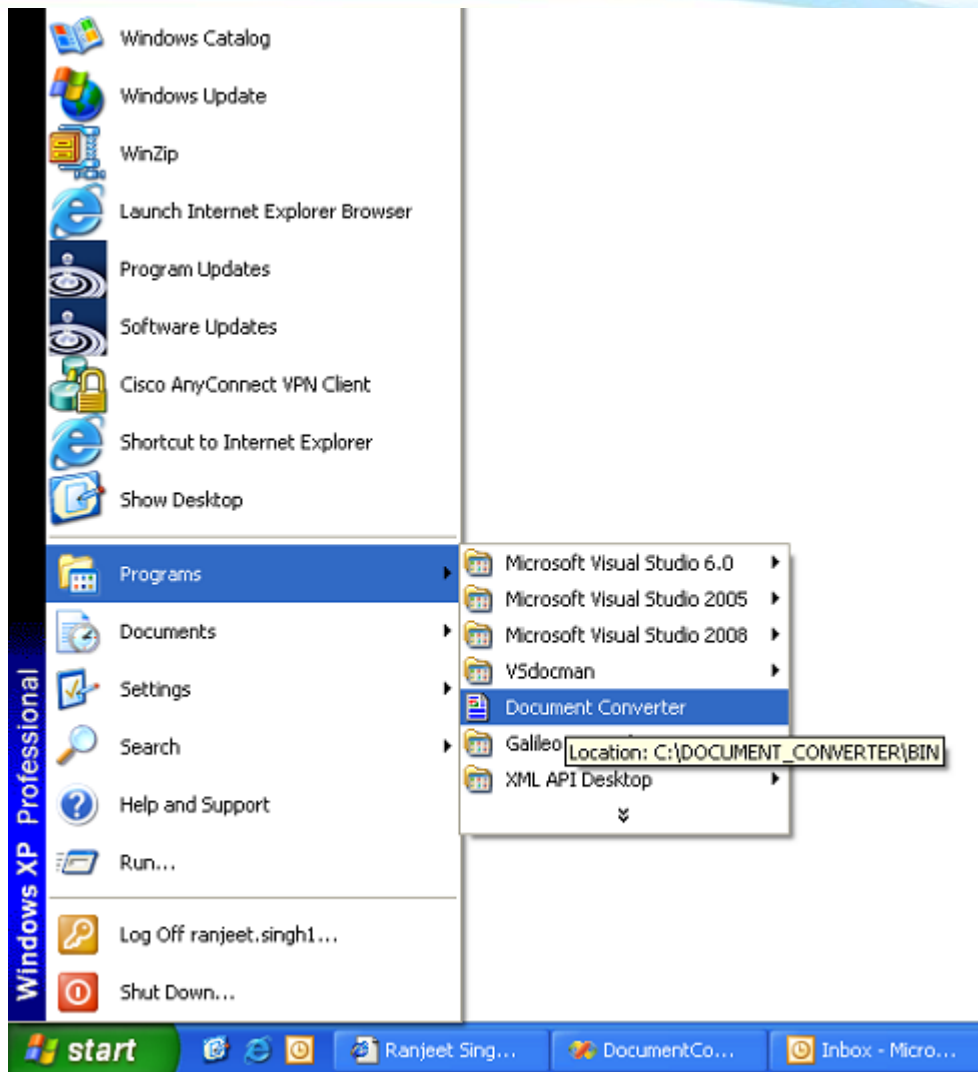 Windows Catalog
Windows Update
WinZip
Launch Internet Explorer Browser
Program Updates
Software Updates
Cisco AnyConnect VPN Client
Shortcut to Internet Explorer
Show Desktop
Programs
Documents
Settings
Search
Help and Support
Run...
Log Off ranjeet.singh1...
Shut Down...
Windows XP Professional
Microsoft Visual Studio 6.0
Microsoft Visual Studio 2005
Microsoft Visual Studio 2008
VSdocman
Document Converter
Galileo
Location: C:\DOCUMENT_CONVERTER\BIN
XML API Desktop
start
Ranjeet Sing...
DocumentCo...
Inbox - Micro...